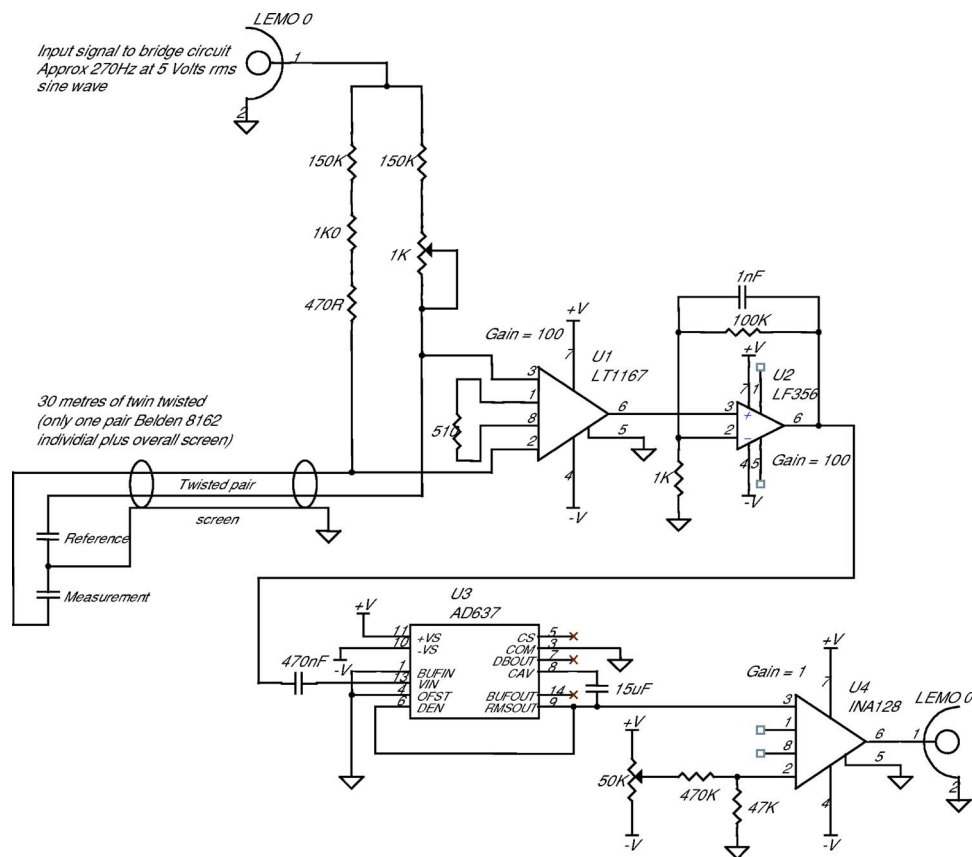 LEMO 0
Input signal to bridge circuit
Approx 270Hz at 5 Volts rms
sine wave
1
2
150K
150K
1K0
1K
470R
1nF
100K
Gain = 100
+V
7
U1
LT1167
3
1
8
2
510
6
5
4
-V
+V
7
1
U2
LF356
3
+
2
-
6
4
5
-V
Gain = 100
1K
30 metres of twin twisted
(only one pair Belden 8162
individial plus overall screen)
Twisted pair
screen
Reference
Measurement
U3
AD637
+V
-V
470nF
11
+VS
10
-VS
1
BUFIN
13
VIN
4
OFST
6
DEN
5
CS
3
COM
7
DBOUT
8
CAV
14
BUFOUT
9
RMSOUT
15uF
Gain = 1
+V
7
U4
INA128
LEMO 0
3
1
8
2
6
1
5
2
4
-V
50K
470K
47K
-V